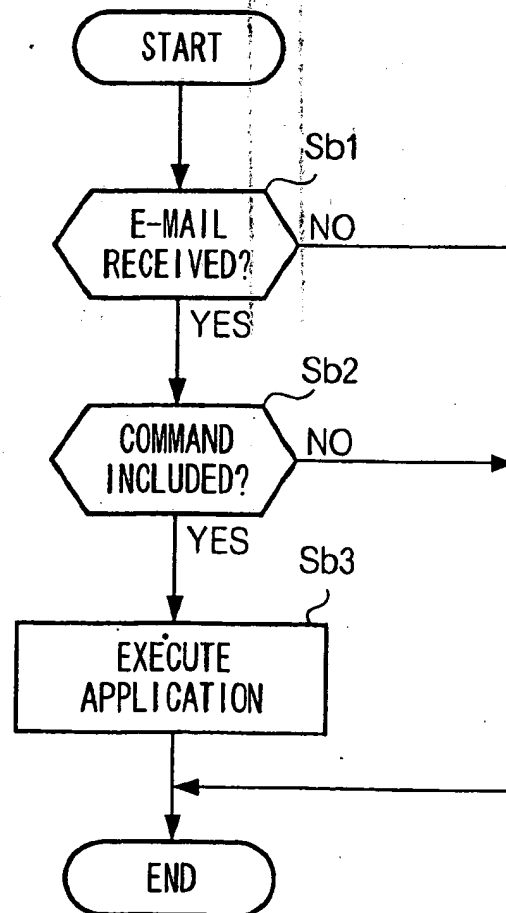 START
Sb1
E-MAIL
RECEIVED?
NO
YES
Sb2
COMMAND
INCLUDED?
NO
YES
Sb3
EXECUTE
APPLICATION
END